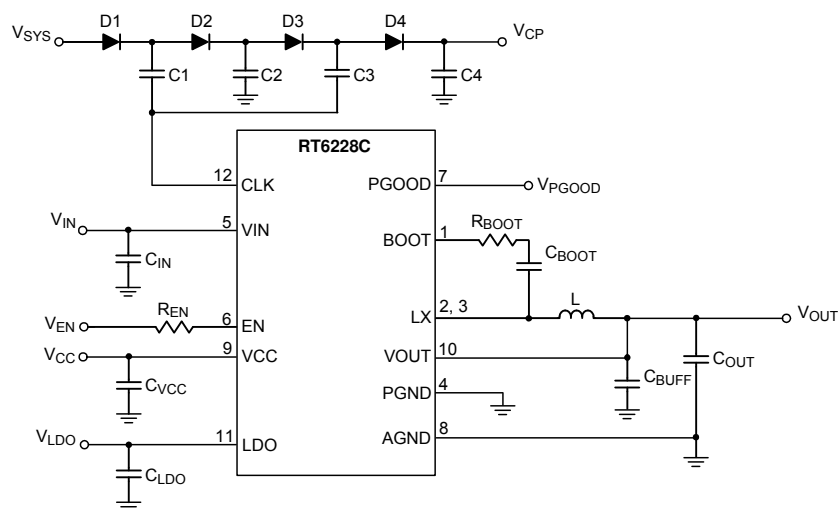 D1 D2 D3 D4
VSYS VCP
C1 C2 C3 C4
RT6228C
12 CLK
PGOOD 7 VPGOOD
VIN 5 VIN
BOOT 1 RBOOT
CIN
CBOOT
VEN REN 6 EN
LX 2, 3 L VOUT
VCC 9 VCC
VOUT 10
CVCC
CBUFF COUT
PGND 4
VLDO 11 LDO
AGND 8
CLDO